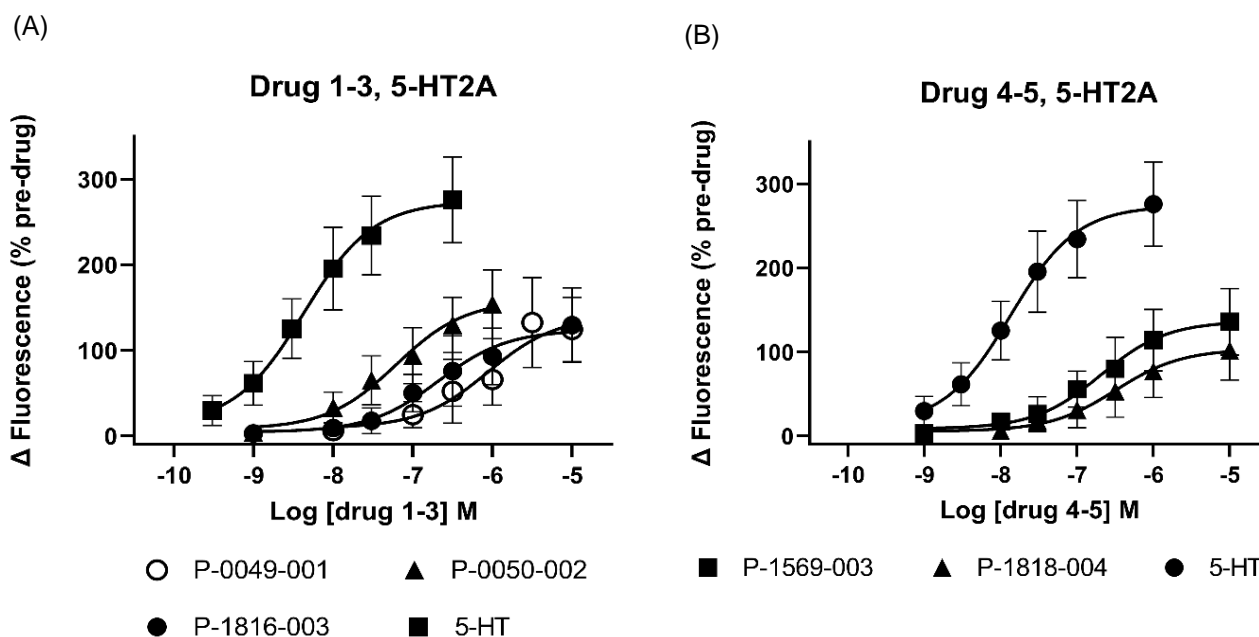 (A)
Drug 1-3, 5-HT2A
Δ Fluorescence (% pre-drug)
300
200
100
0
-10 -9 -8 -7 -6 -5
Log [drug 1-3] M
P-0049-001 P-0050-002
P-1816-003 5-HT
(B)
Drug 4-5, 5-HT2A
Δ Fluorescence (% pre-drug)
300
200
100
0
-10 -9 -8 -7 -6 -5
Log [drug 4-5] M
P-1569-003 P-1818-004 5-HT